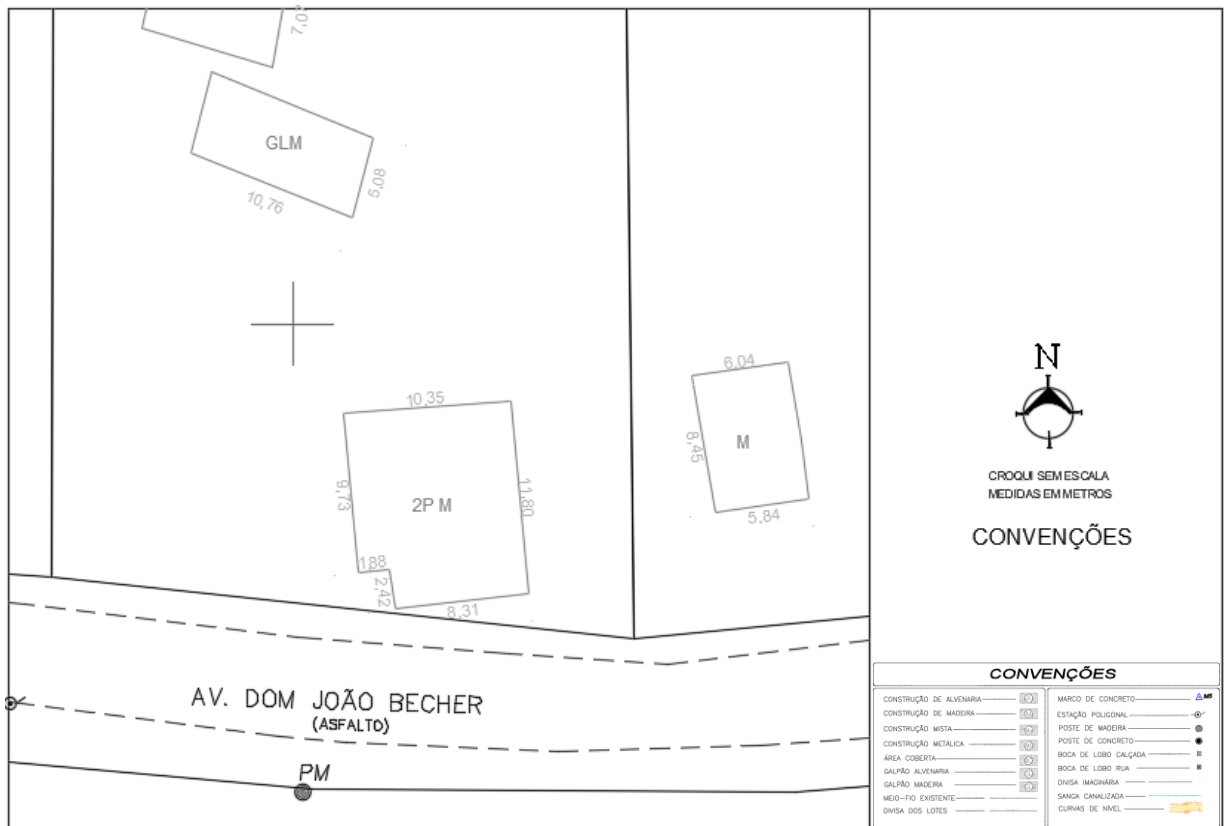 7,0
GLM
5,08
10,76
10,35
9,73
2P M
11,80
1,88
2,42
8,31
6,04
8,45
M
5,84
AV. DOM JOÃO BECHER
(ASFALTO)
PM
N
CROQUI SEM ESCALA
MEDIDAS EM METROS
CONVENÇÕES
CONVENÇÕES
CONSTRUÇÃO DE ALVENARIA
CONSTRUÇÃO DE MADEIRA
CONSTRUÇÃO MISTA
CONSTRUÇÃO METÁLICA
ÁREA COBERTA
GALPÃO ALVENARIA
GALPÃO MADEIRA
MEIO-FIO EXISTENTE
DIVISA DOS LOTES
MARCO DE CONCRETO
ESTAÇÃO POLIGONAL
POSTE DE MADEIRA
POSTE DE CONCRETO
BOCA DE LOBO CALÇADA
BOCA DE LOBO RUA
DIVISA IMAGINÁRIA
SANGA CANALIZADA
CURVAS DE NÍVEL